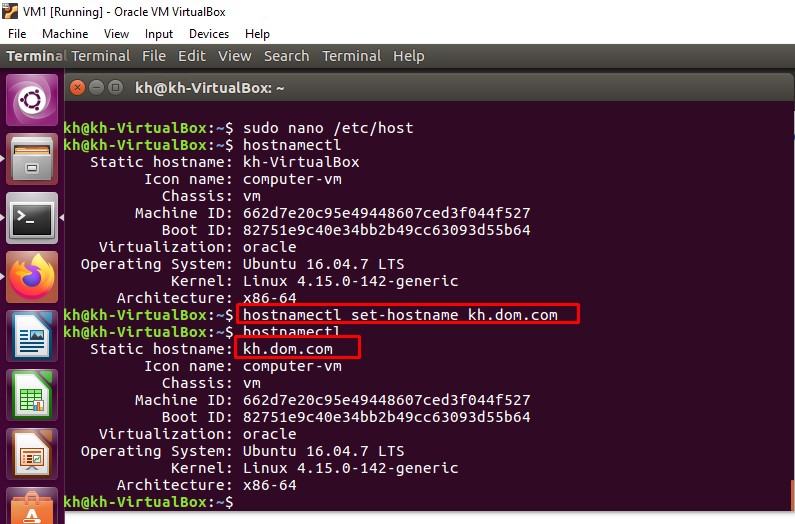 VM1 [Running] - Oracle VM VirtualBox
File Machine View Input Devices Help
Terminal Terminal File Edit View Search Terminal Help
kh@kh-VirtualBox: ~
kh@kh-VirtualBox:~$ sudo nano /etc/host
kh@kh-VirtualBox:~$ hostnamectl
Static hostname: kh-VirtualBox
Icon name: computer-vm
Chassis: vm
Machine ID: 662d7e20c95e49448607ced3f044f527
Boot ID: 82751e9c40e34bb2b49cc63093d55b64
Virtualization: oracle
Operating System: Ubuntu 16.04.7 LTS
Kernel: Linux 4.15.0-142-generic
Architecture: x86-64
kh@kh-VirtualBox:~$ hostnamectl set-hostname kh.dom.com
kh@kh-VirtualBox:~$ hostnamectl
Static hostname: kh.dom.com
Icon name: computer-vm
Chassis: vm
Machine ID: 662d7e20c95e49448607ced3f044f527
Boot ID: 82751e9c40e34bb2b49cc63093d55b64
Virtualization: oracle
Operating System: Ubuntu 16.04.7 LTS
Kernel: Linux 4.15.0-142-generic
Architecture: x86-64
kh@kh-VirtualBox:~$